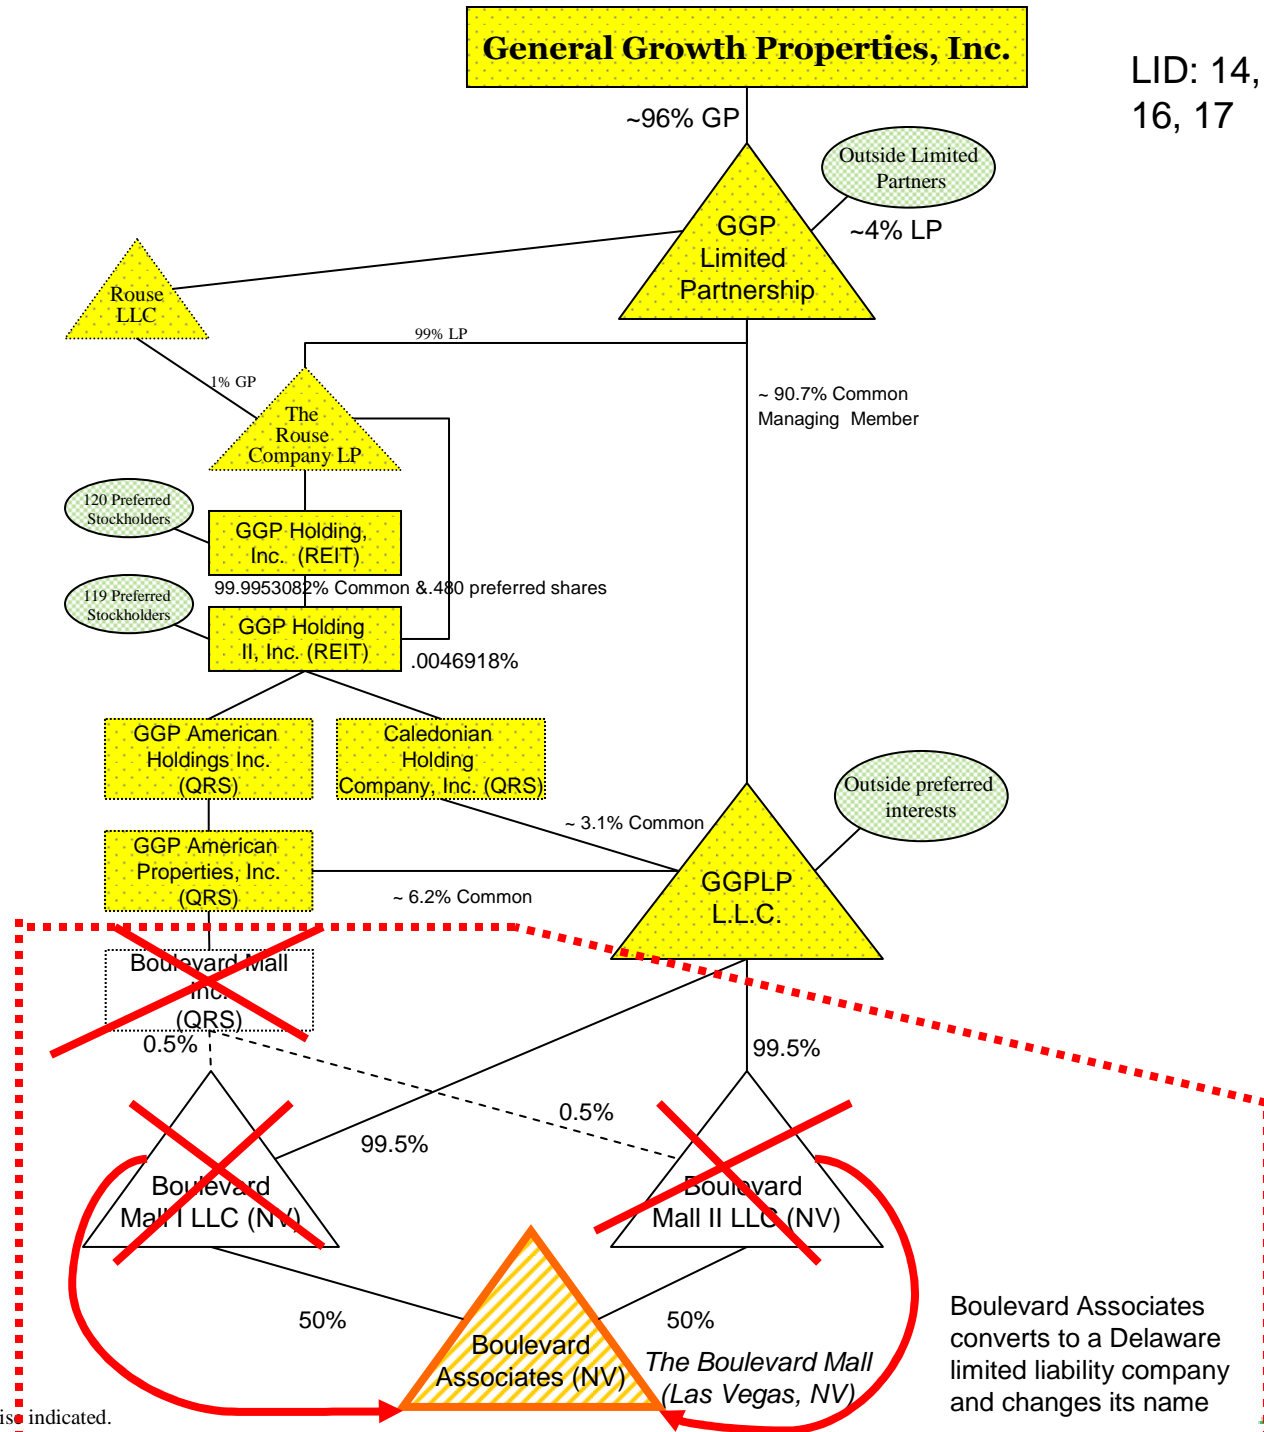 General Growth Properties, Inc.
LID: 14,
16, 17
~96% GP
Outside Limited
Partners
~4% LP
GGP
Limited
Partnership
Rouse
LLC
99% LP
1% GP
~ 90.7% Common
Managing Member
The
Rouse
Company LP
120 Preferred
Stockholders
GGP Holding,
Inc. (REIT)
99.9953082% Common &.480 preferred shares
119 Preferred
Stockholders
GGP Holding
II, Inc. (REIT)
.0046918%
GGP American
Holdings Inc.
(QRS)
Caledonian
Holding
Company, Inc. (QRS)
Outside preferred
interests
~ 3.1% Common
GGP American
Properties, Inc.
(QRS)
~ 6.2% Common
GGPLP
L.L.C.
Boulevard Mall
Inc.
(QRS)
0.5%
99.5%
0.5%
99.5%
Boulevard
Mall I LLC (NV)
Boulevard
Mall II LLC (NV)
50%
50%
Boulevard
Associates (NV)
The Boulevard Mall
(Las Vegas, NV)
Boulevard Associates
converts to a Delaware
limited liability company
and changes its name
ise indicated.